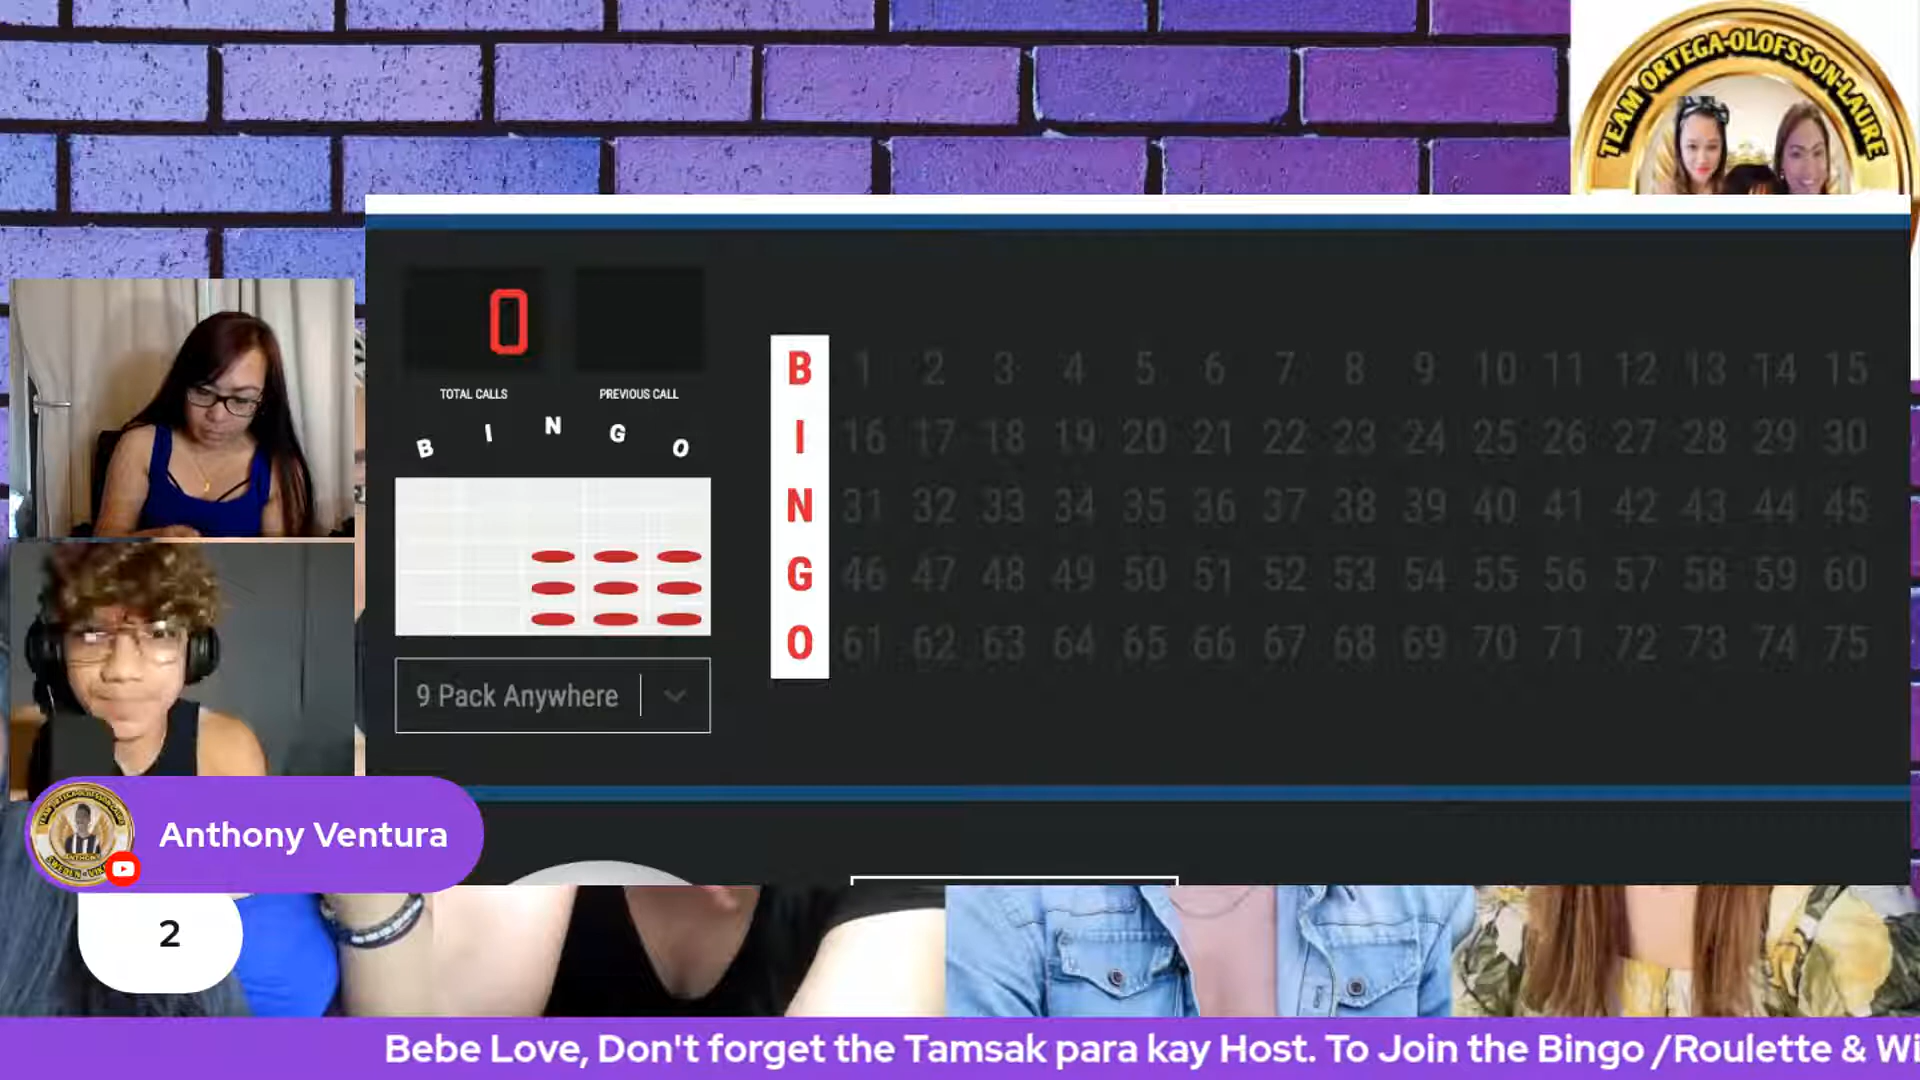 TEAM ORTEGA-OLOFSSON-LAURE
0
TOTAL CALLS
PREVIOUS CALL
B I N G O
9 Pack Anywhere
B 1 2 3 4 5 6 7 8 9 10 11 12 13 14 15
I 16 17 18 19 20 21 22 23 24 25 26 27 28 29 30
N 31 32 33 34 35 36 37 38 39 40 41 42 43 44 45
G 46 47 48 49 50 51 52 53 54 55 56 57 58 59 60
O 61 62 63 64 65 66 67 68 69 70 71 72 73 74 75
Anthony Ventura
2
Bebe Love, Don't forget the Tamsak para kay Host. To Join the Bingo /Roulette & Wi